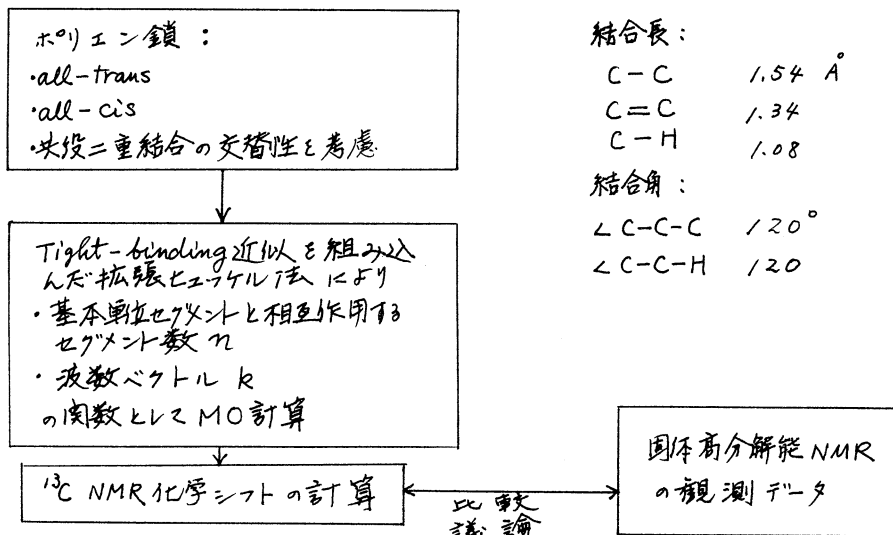 ポリエン鎖：
・all-trans
・all-cis
・共役二重結合の交替性を考慮
Tight-binding近似を組み込
んだ拡張ヒュッケル法により
・基本単位セグメントと相互作用する
セグメント数 n
・波数ベクトル k
の関数としてMO計算
¹³C NMR化学シフトの計算
比較
議論
結合長：
C-C 1.54 Å
C=C 1.34
C-H 1.08
結合角：
∠C-C-C 120°
∠C-C-H 120
固体高分解能NMR
の観測データ